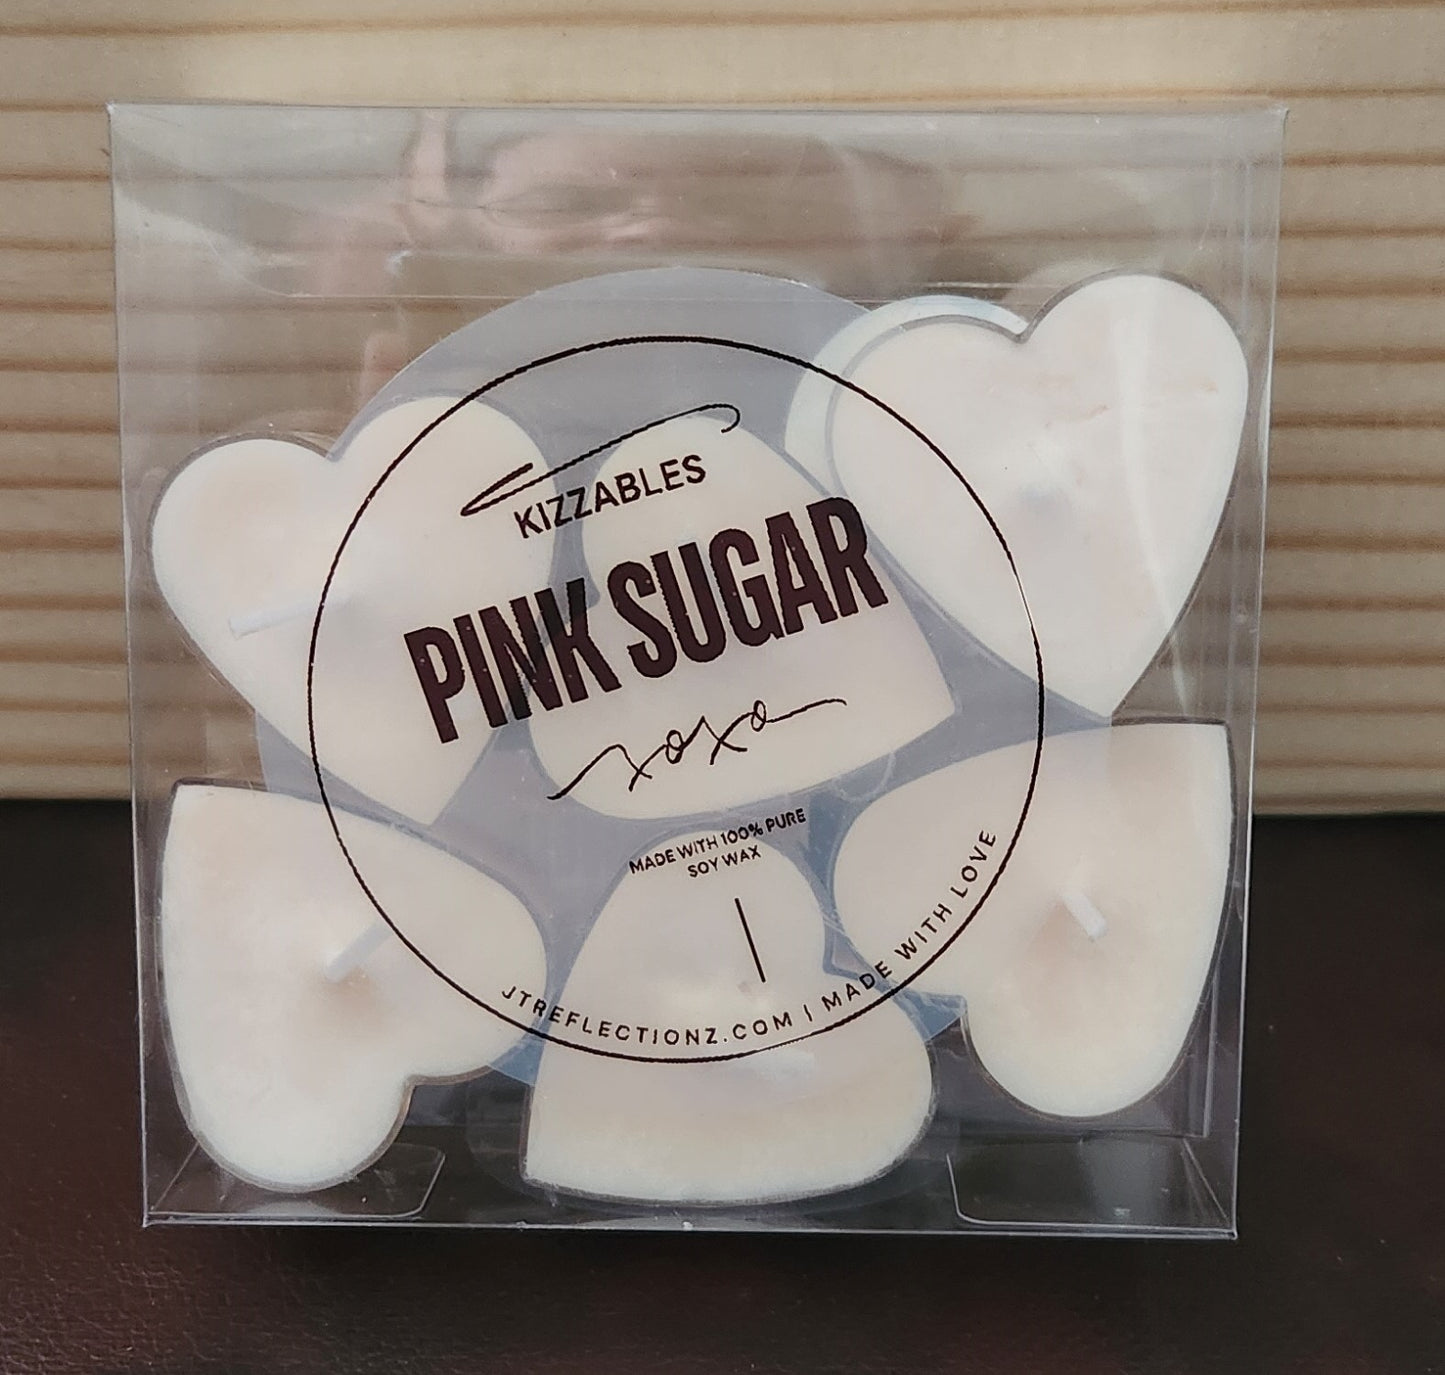 KIZZABLES
PINK SUGAR
xoxo
MADE WITH 100% PURE
SOY WAX
JTREFLECTIONZ.COM | MADE WITH LOVE